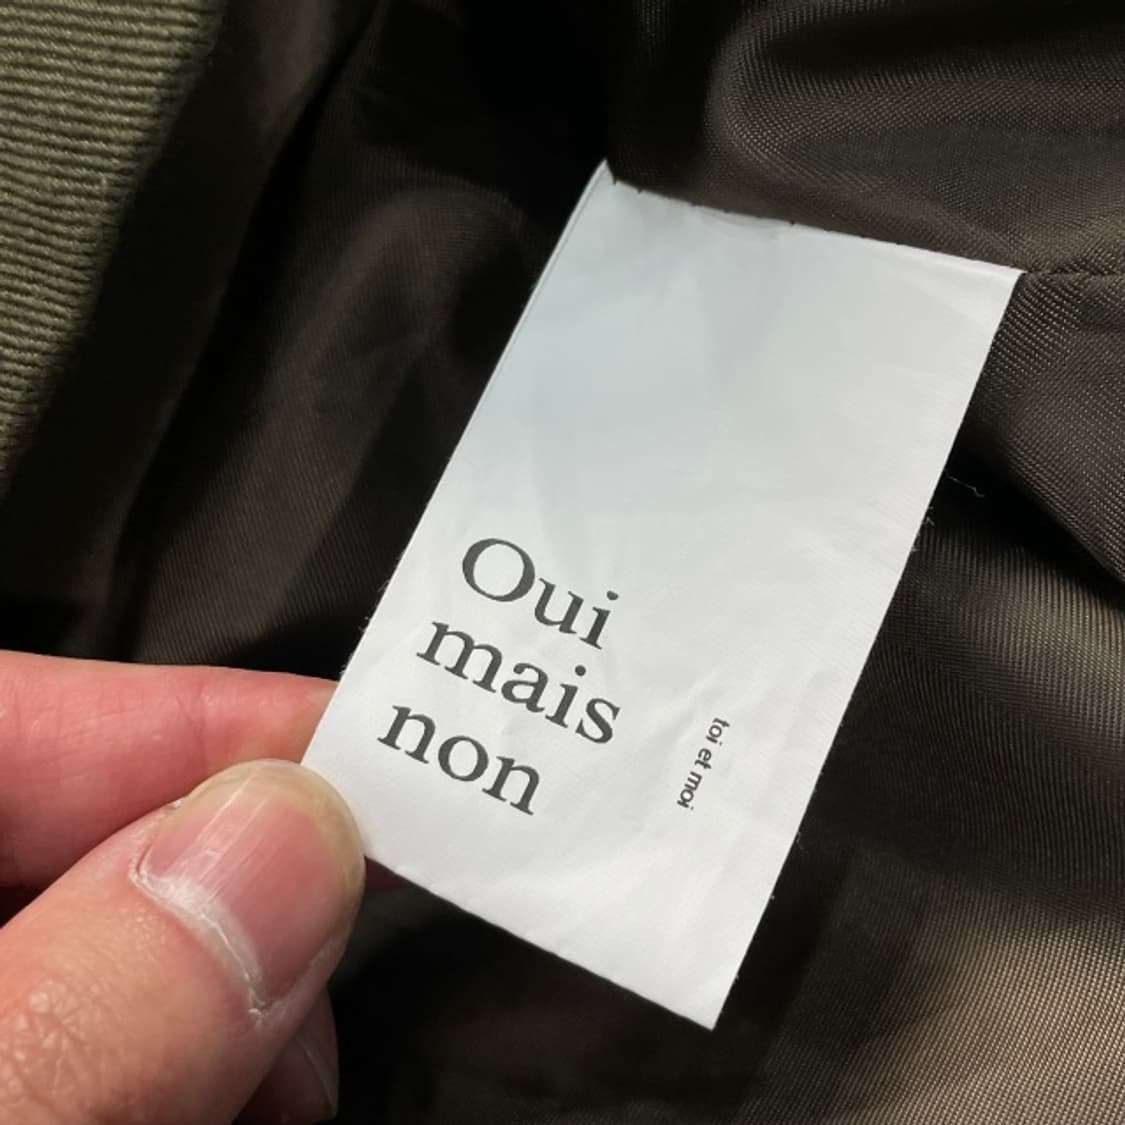 Oui
mais
non
toi et moi